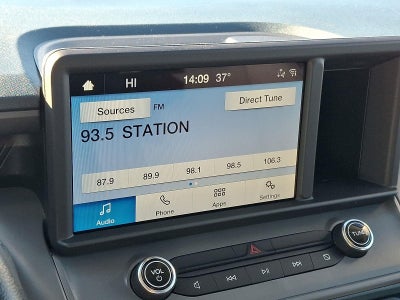 HI 14:09 37°
Sources FM Direct Tune
93.5 STATION
87.9 89.9 98.1 98.5 106.3
Audio Phone Apps Settings
VOL TUNE